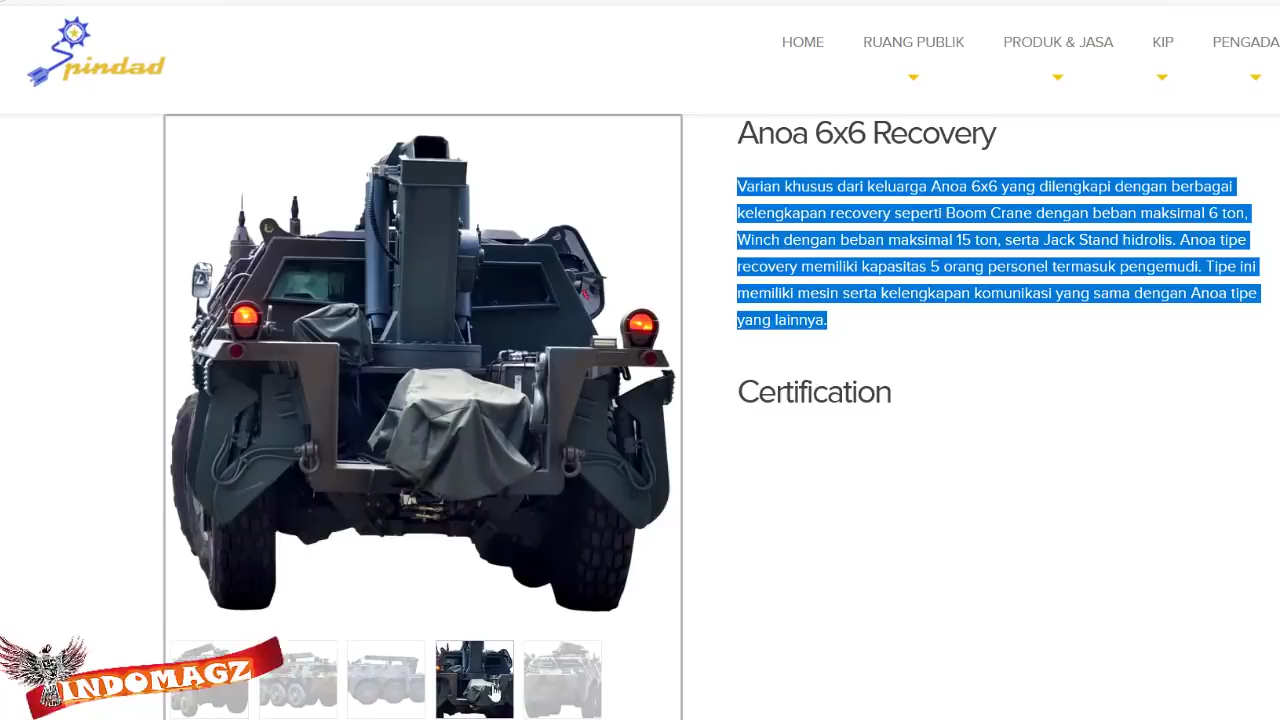 pindad
HOME RUANG PUBLIK PRODUK & JASA KIP PENGADA
Anoa 6x6 Recovery
Varian khusus dari keluarga Anoa 6x6 yang dilengkapi dengan berbagai
kelengkapan recovery seperti Boom Crane dengan beban maksimal 6 ton,
Winch dengan beban maksimal 15 ton, serta Jack Stand hidrolis. Anoa tipe
recovery memiliki kapasitas 5 orang personel termasuk pengemudi. Tipe ini
memiliki mesin serta kelengkapan komunikasi yang sama dengan Anoa tipe
yang lainnya.
Certification
INDOMAGZ